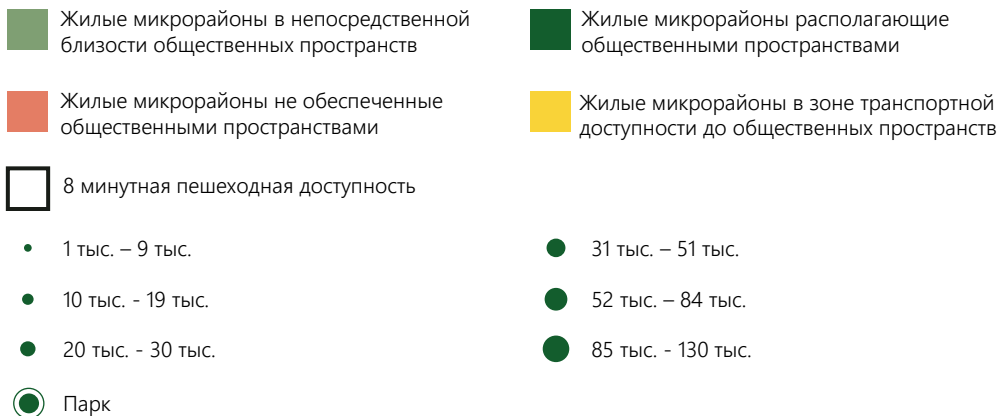 Жилые микрорайоны в непосредственной
близости общественных пространств
Жилые микрорайоны располагающие
общественными пространствами
Жилые микрорайоны не обеспеченные
общественными пространствами
Жилые микрорайоны в зоне транспортной
доступности до общественных пространств
8 минутная пешеходная доступность
1 тыс. – 9 тыс.
31 тыс. – 51 тыс.
10 тыс. - 19 тыс.
52 тыс. – 84 тыс.
20 тыс. - 30 тыс.
85 тыс. - 130 тыс.
Парк